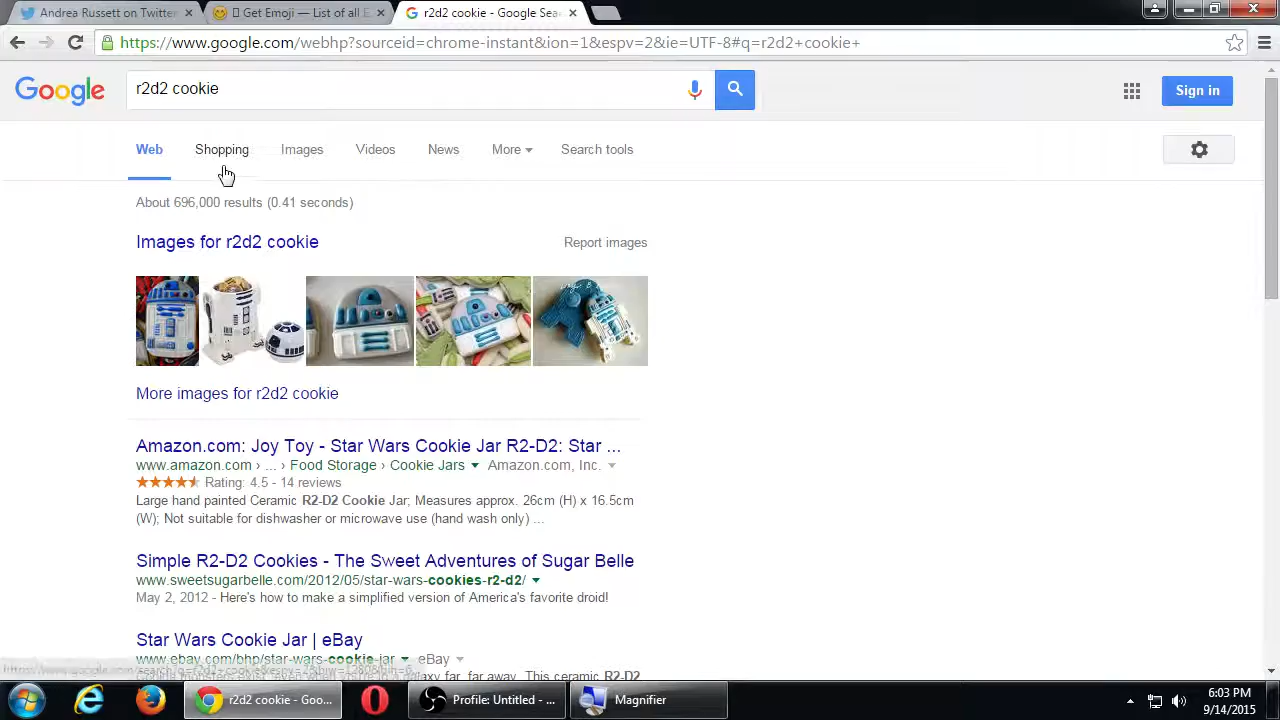 Andrea Russett on Twitter
Get Emoji — List of all E
r2d2 cookie - Google Sea
https://www.google.com/webhp?sourceid=chrome-instant&ion=1&espv=2&ie=UTF-8#q=r2d2+cookie+
Google
r2d2 cookie
Sign in
Web
Shopping
Images
Videos
News
More
Search tools
About 696,000 results (0.41 seconds)
Images for r2d2 cookie
Report images
More images for r2d2 cookie
Amazon.com: Joy Toy - Star Wars Cookie Jar R2-D2: Star ...
www.amazon.com › ... › Food Storage › Cookie Jars
Amazon.com, Inc.
Rating: 4.5 - 14 reviews
Large hand painted Ceramic R2-D2 Cookie Jar; Measures approx. 26cm (H) x 16.5cm
(W); Not suitable for dishwasher or microwave use (hand wash only) ...
Simple R2-D2 Cookies - The Sweet Adventures of Sugar Belle
www.sweetsugarbelle.com/2012/05/star-wars-cookies-r2-d2/
May 2, 2012 - Here's how to make a simplified version of America's favorite droid!
Star Wars Cookie Jar | eBay
www.ebay.com/bhp/star-wars-cookie-jar
eBay
far, far away. This ceramic R2-D2
r2d2 cookie - Goo...
Profile: Untitled - ...
Magnifier
6:03 PM
9/14/2015